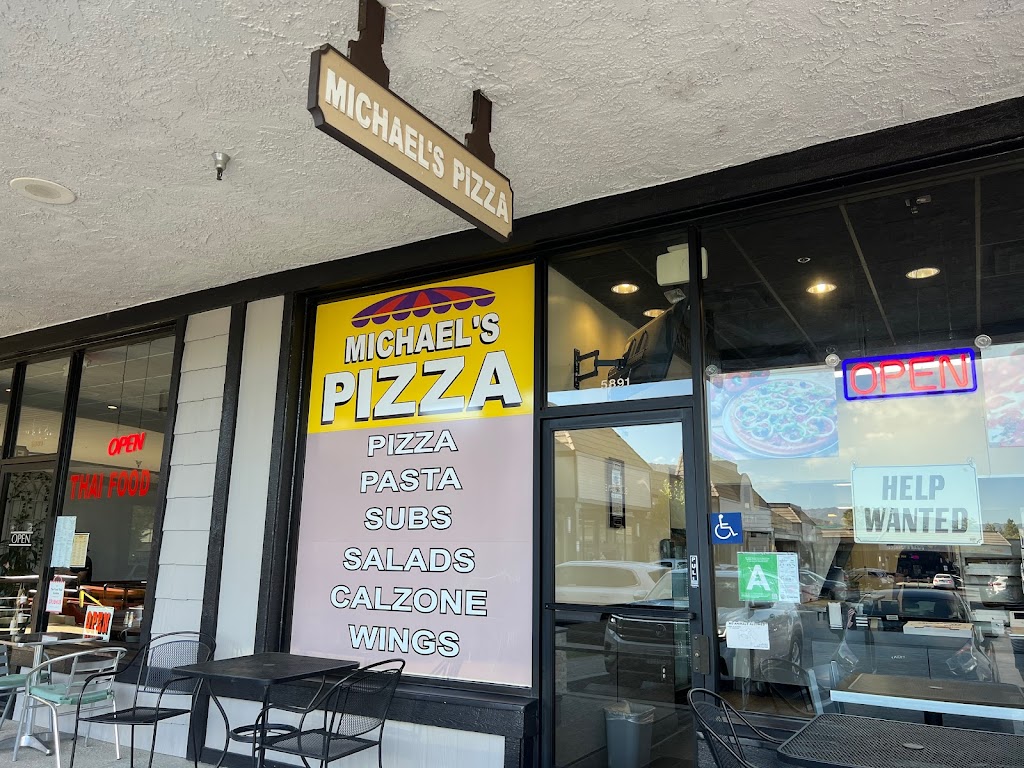 MICHAEL'S PIZZA
MICHAEL'S
PIZZA
PIZZA
PASTA
SUBS
SALADS
CALZONE
WINGS
5891
OPEN
HELP
WANTED
A
OPEN
THAI FOOD
OPEN
OPEN